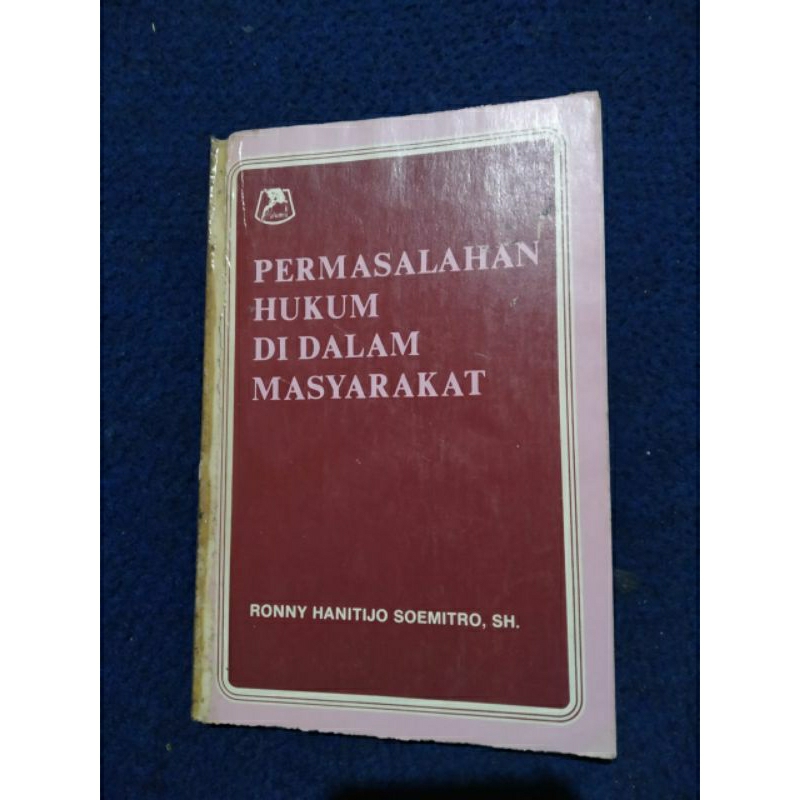 PERMASALAHAN
HUKUM
DI DALAM
MASYARAKAT
RONNY HANITIJO SOEMITRO, SH.